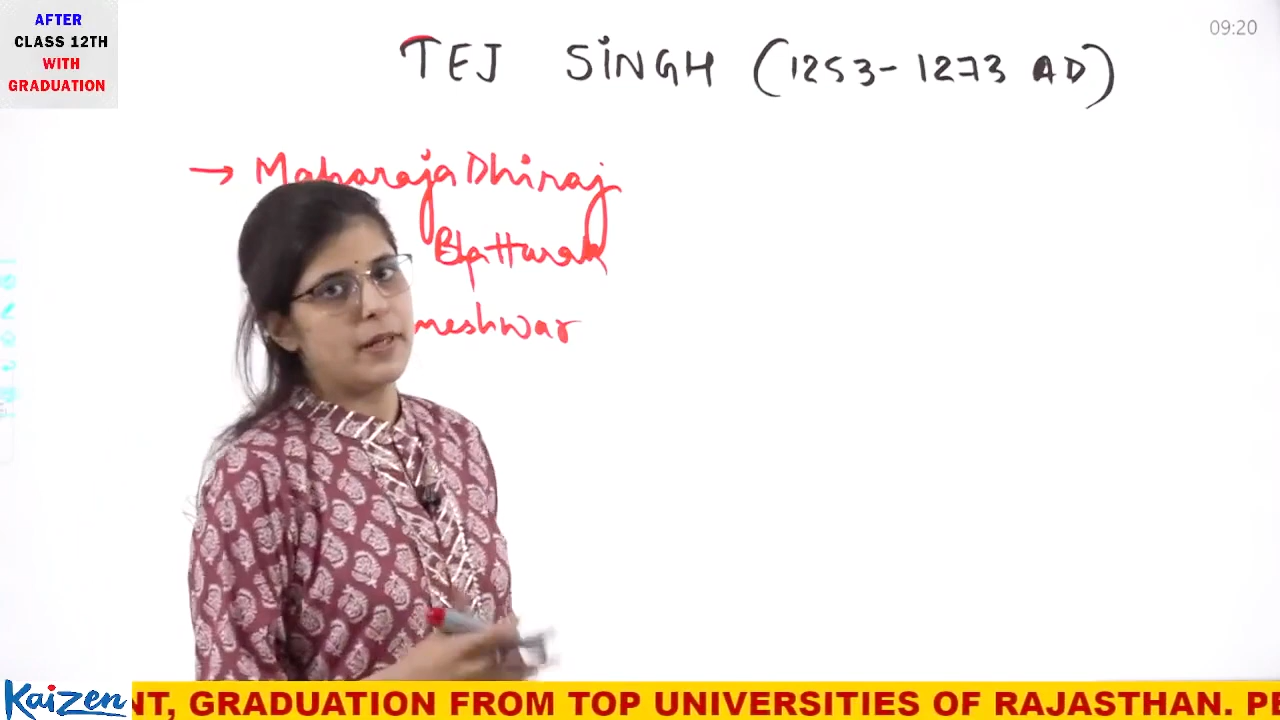 AFTER
CLASS 12TH
WITH
GRADUATION
09:20
TEJ SINGH (1253-1273 AD)
→ Maharaja Dhiraj
Bhattarak
meshwar
Kaizen
NT, GRADUATION FROM TOP UNIVERSITIES OF RAJASTHAN. PE